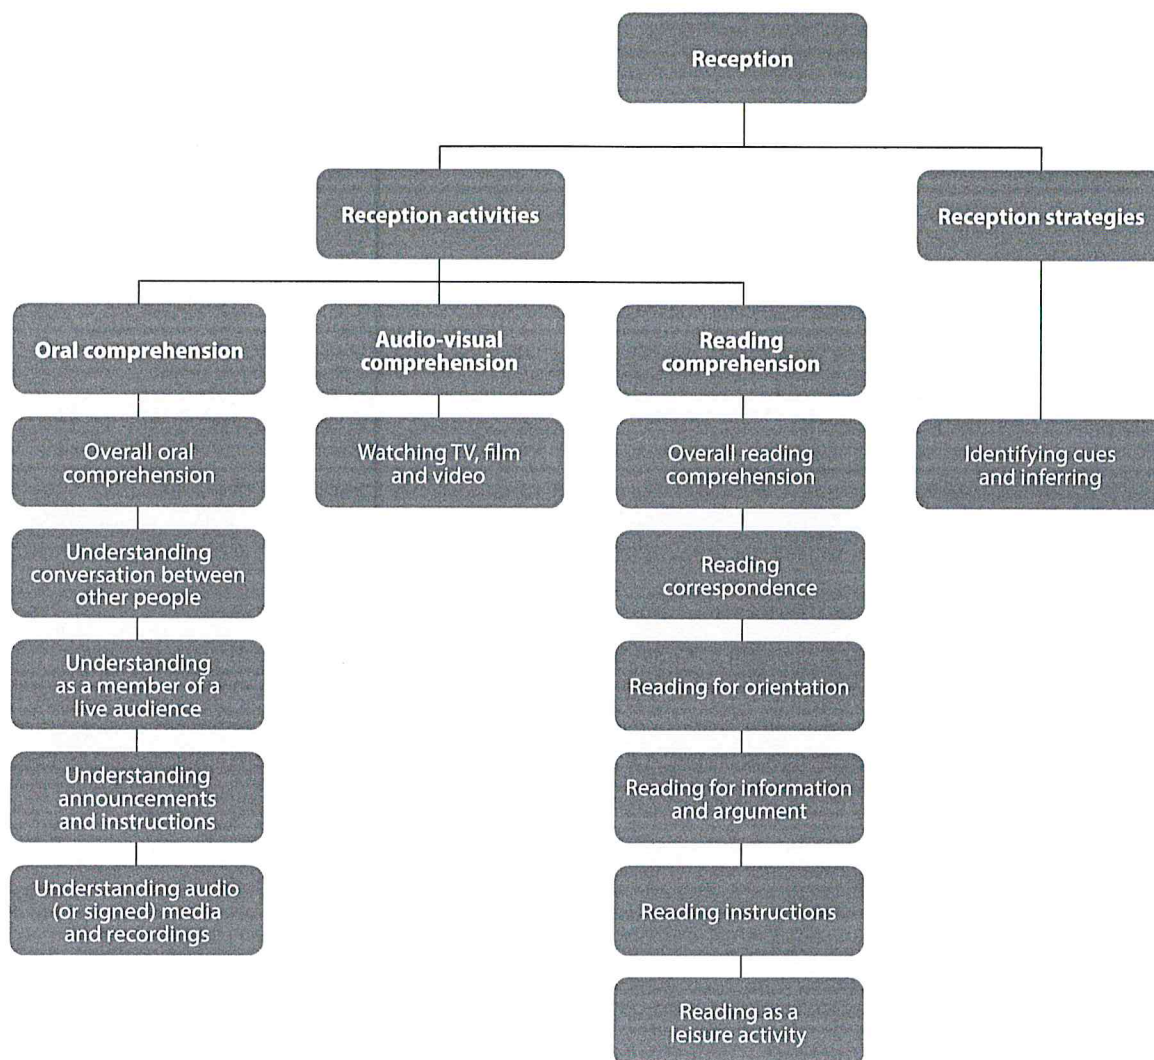 Reception
Reception activities
Reception strategies
Oral comprehension
Audio-visual
comprehension
Reading
comprehension
Overall oral
comprehension
Watching TV, film
and video
Overall reading
comprehension
Identifying cues
and inferring
Understanding
conversation between
other people
Reading
correspondence
Understanding
as a member of a
live audience
Reading for orientation
Understanding
announcements
and instructions
Reading for information
and argument
Understanding audio
(or signed) media
and recordings
Reading instructions
Reading as a
leisure activity